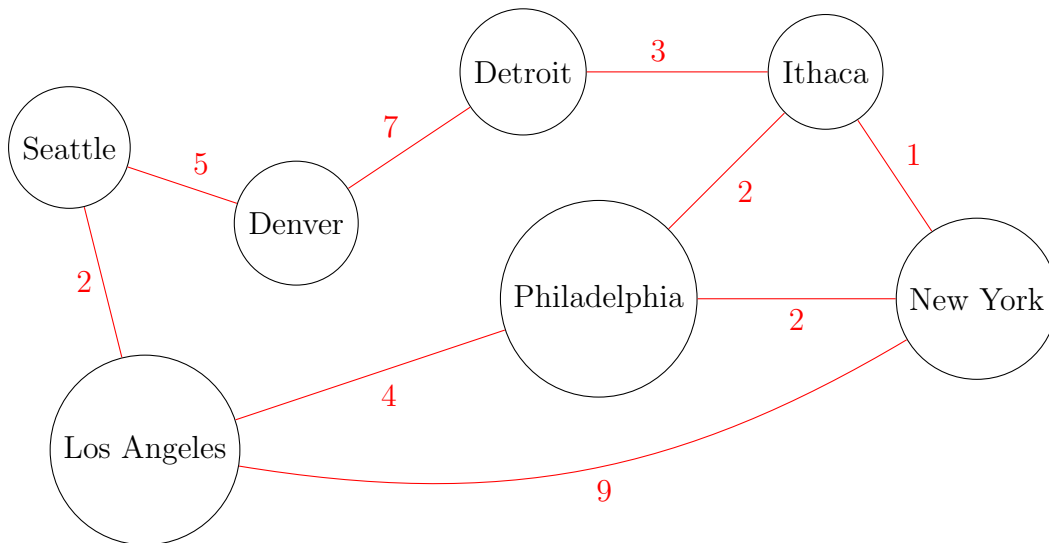 3
Detroit
Ithaca
7
Seattle
5
1
2
Denver
2
Philadelphia
New York
2
4
Los Angeles
9